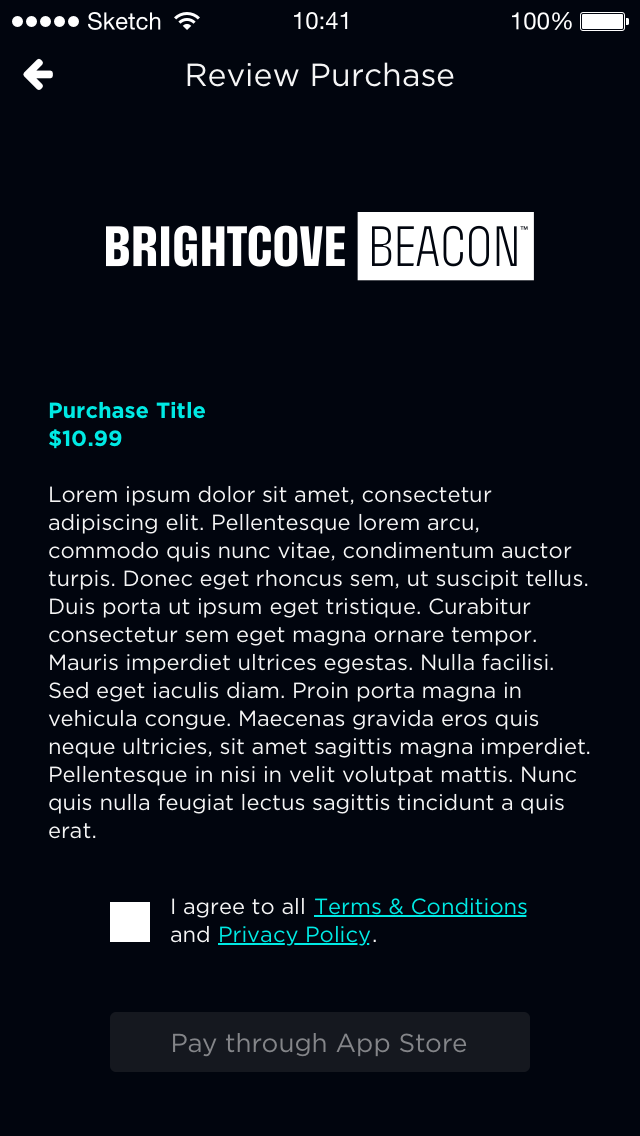 Sketch 10:41 100%
Review Purchase
BRIGHTCOVE BEACON™
Purchase Title
$10.99
Lorem ipsum dolor sit amet, consectetur
adipiscing elit. Pellentesque lorem arcu,
commodo quis nunc vitae, condimentum auctor
turpis. Donec eget rhoncus sem, ut suscipit tellus.
Duis porta ut ipsum eget tristique. Curabitur
consectetur sem eget magna ornare tempor.
Mauris imperdiet ultrices egestas. Nulla facilisi.
Sed eget iaculis diam. Proin porta magna in
vehicula congue. Maecenas gravida eros quis
neque ultricies, sit amet sagittis magna imperdiet.
Pellentesque in nisi in velit volutpat mattis. Nunc
quis nulla feugiat lectus sagittis tincidunt a quis
erat.
I agree to all Terms & Conditions
and Privacy Policy.
Pay through App Store